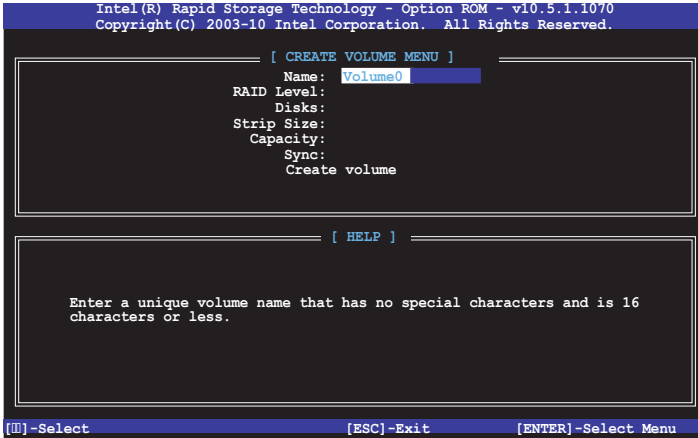 Intel(R) Rapid Storage Technology - Option ROM - v10.5.1.1070
Copyright(C) 2003-10 Intel Corporation. All Rights Reserved.
[ CREATE VOLUME MENU ]
Name: Volume0
RAID Level:
Disks:
Strip Size:
Capacity:
Sync:
Create volume
[ HELP ]
Enter a unique volume name that has no special characters and is 16
characters or less.
[▯▯]-Select [ESC]-Exit [ENTER]-Select Menu